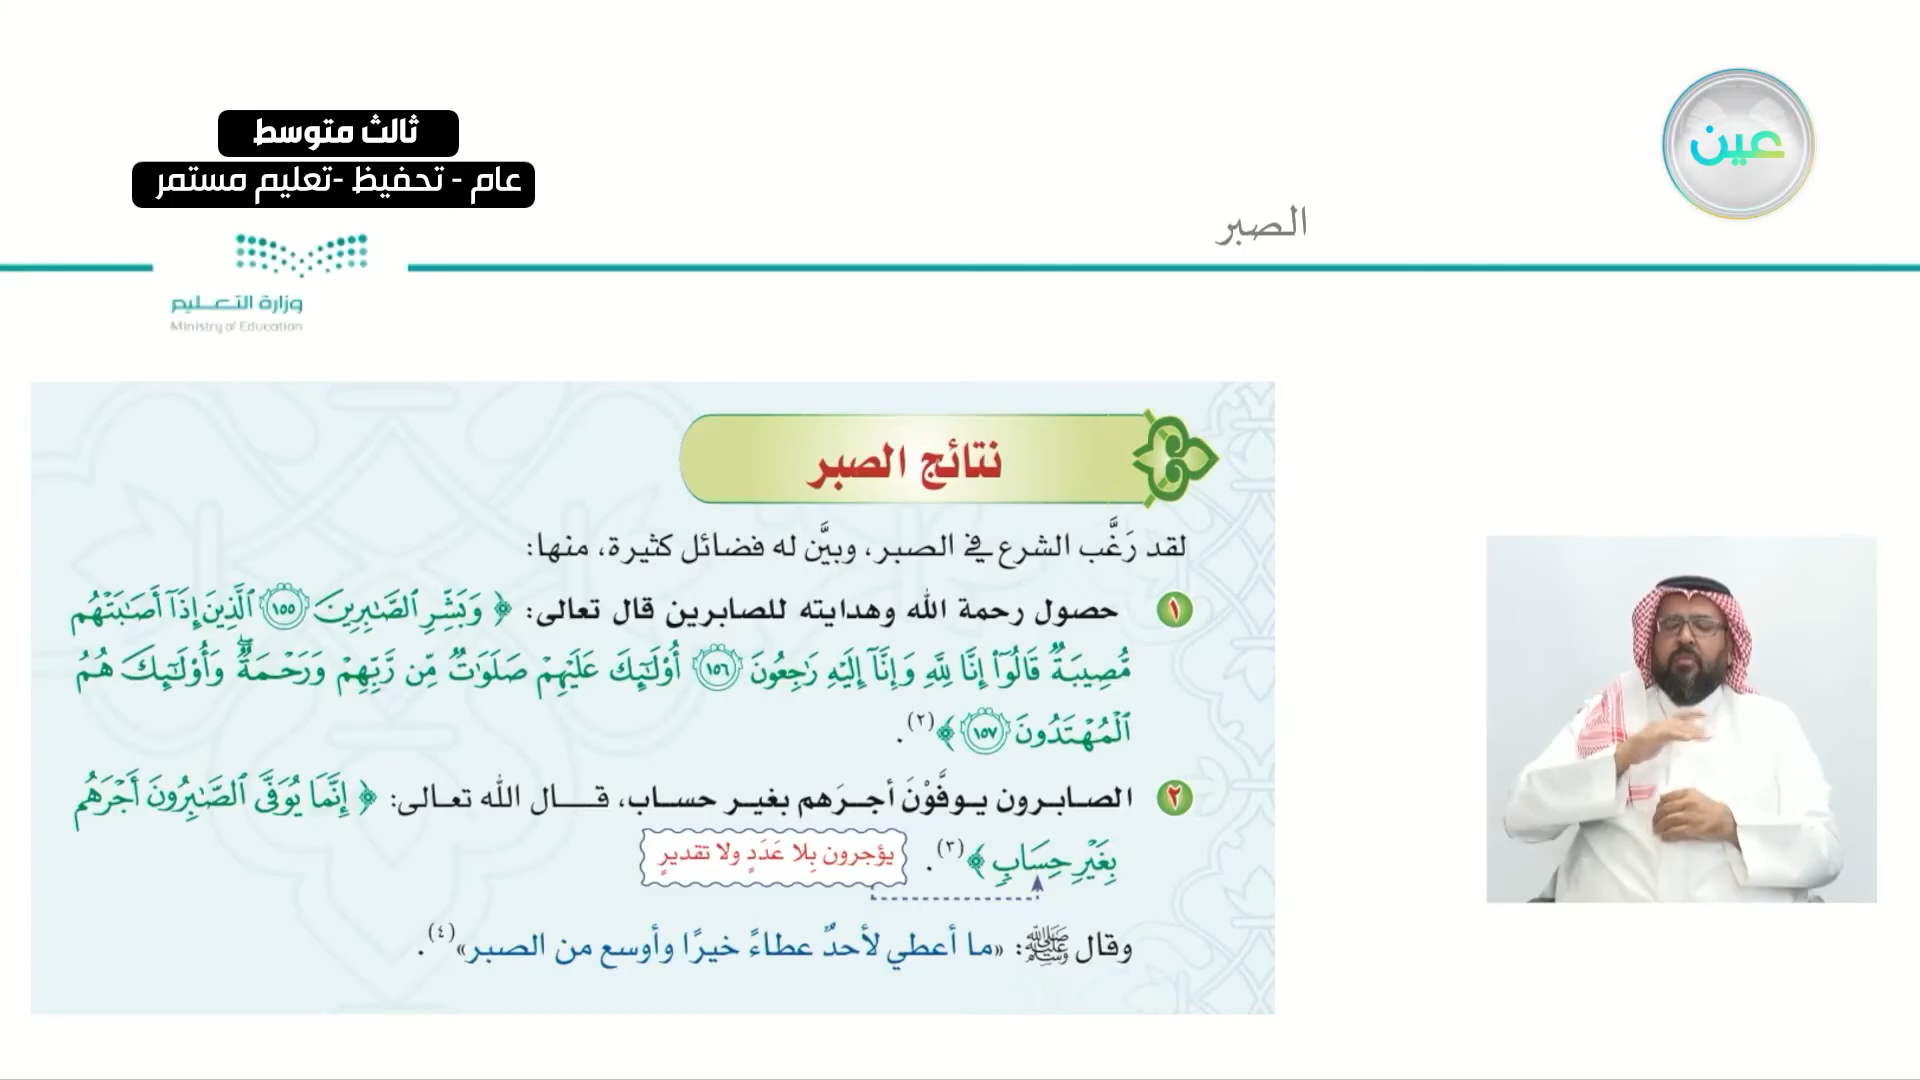 ثالث متوسط
عام - تحفيظ -تعليم مستمر
عين
الصبر
وزارة التعليم
Ministry of Education
نتائج الصبر
لقد رَغَّب الشرع في الصبر، وبيَّن له فضائل كثيرة، منها:
١ حصول رحمة الله وهدايته للصابرين قال تعالى: ﴿ وَبَشِّرِ ٱلصَّـٰبِرِينَ ١٥٥ ٱلَّذِينَ إِذَآ أَصَـٰبَتْهُم
مُّصِيبَةٌ قَالُوٓا۟ إِنَّا لِلَّهِ وَإِنَّآ إِلَيْهِ رَٰجِعُونَ ١٥٦ أُو۟لَـٰٓئِكَ عَلَيْهِمْ صَلَوَٰتٌ مِّن رَّبِّهِمْ وَرَحْمَةٌ ۖ وَأُو۟لَـٰٓئِكَ هُمُ
ٱلْمُهْتَدُونَ ١٥٧ ﴾(٢).
٢ الصابرون يوفَّوْنَ أجرَهم بغير حساب، قال الله تعالى: ﴿ إِنَّمَا يُوَفَّى ٱلصَّـٰبِرُونَ أَجْرَهُم
بِغَيْرِ حِسَابٍ ﴾(٣).
يؤجرون بِلا عَدَدٍ ولا تقديرٍ
وقال ﷺ: «ما أعطي لأحدٌ عطاءً خيرًا وأوسع من الصبر»(٤).